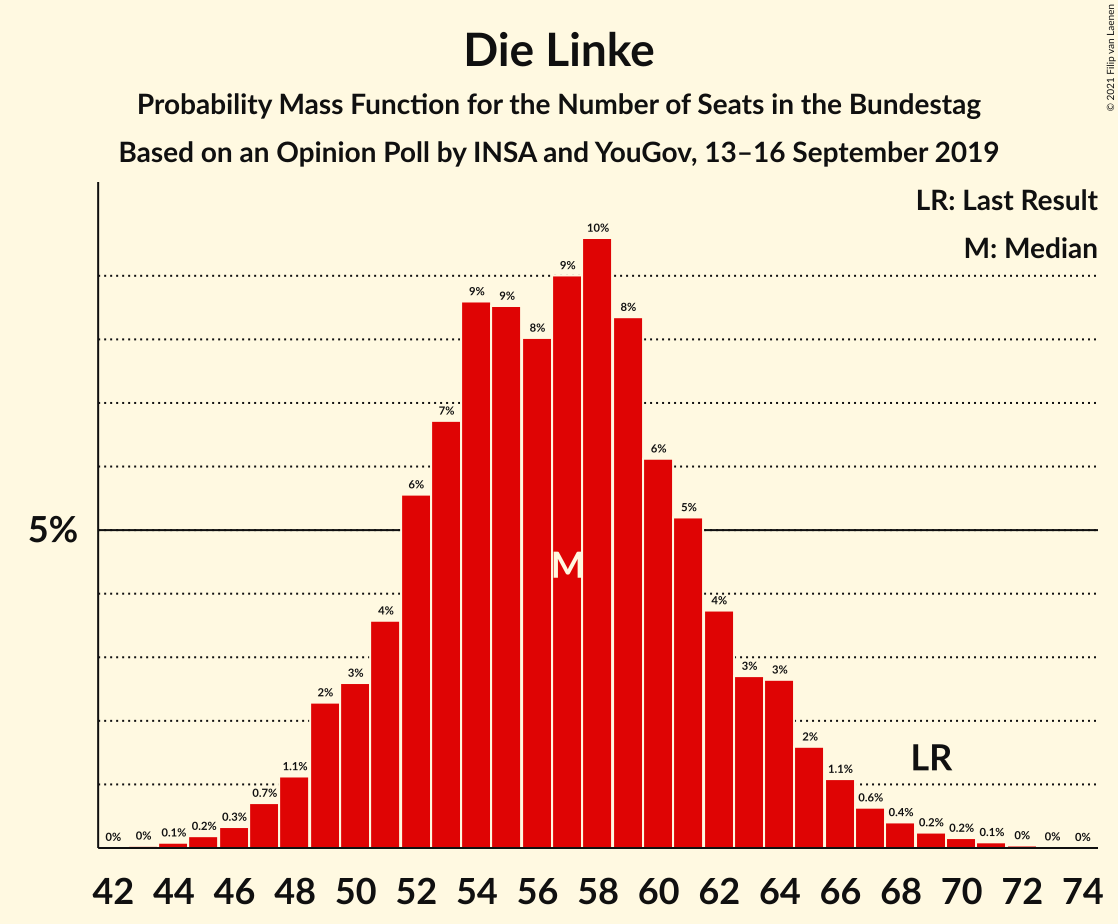 Die Linke
Probability Mass Function for the Number of Seats in the Bundestag
Based on an Opinion Poll by INSA and YouGov, 13–16 September 2019
© 2021 Filip van Laenen
LR: Last Result
M: Median
5%
0% 0% 0.1% 0.2% 0.3% 0.7% 1.1% 2% 3% 4% 6% 7% 9% 9% 8% 9% 10% 8% 6% 5% 4% 3% 3% 2% 1.1% 0.6% 0.4% 0.2% 0.2% 0.1% 0% 0% 0%
M
LR
42 44 46 48 50 52 54 56 58 60 62 64 66 68 70 72 74